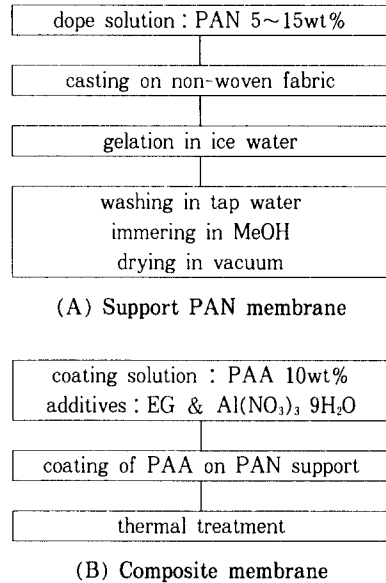 dope solution : PAN 5~15wt%
casting on non-woven fabric
gelation in ice water
washing in tap water
immering in MeOH
drying in vacuum
(A) Support PAN membrane
coating solution : PAA 10wt%
additives : EG & Al(NO₃)₃ 9H₂O
coating of PAA on PAN support
thermal treatment
(B) Composite membrane